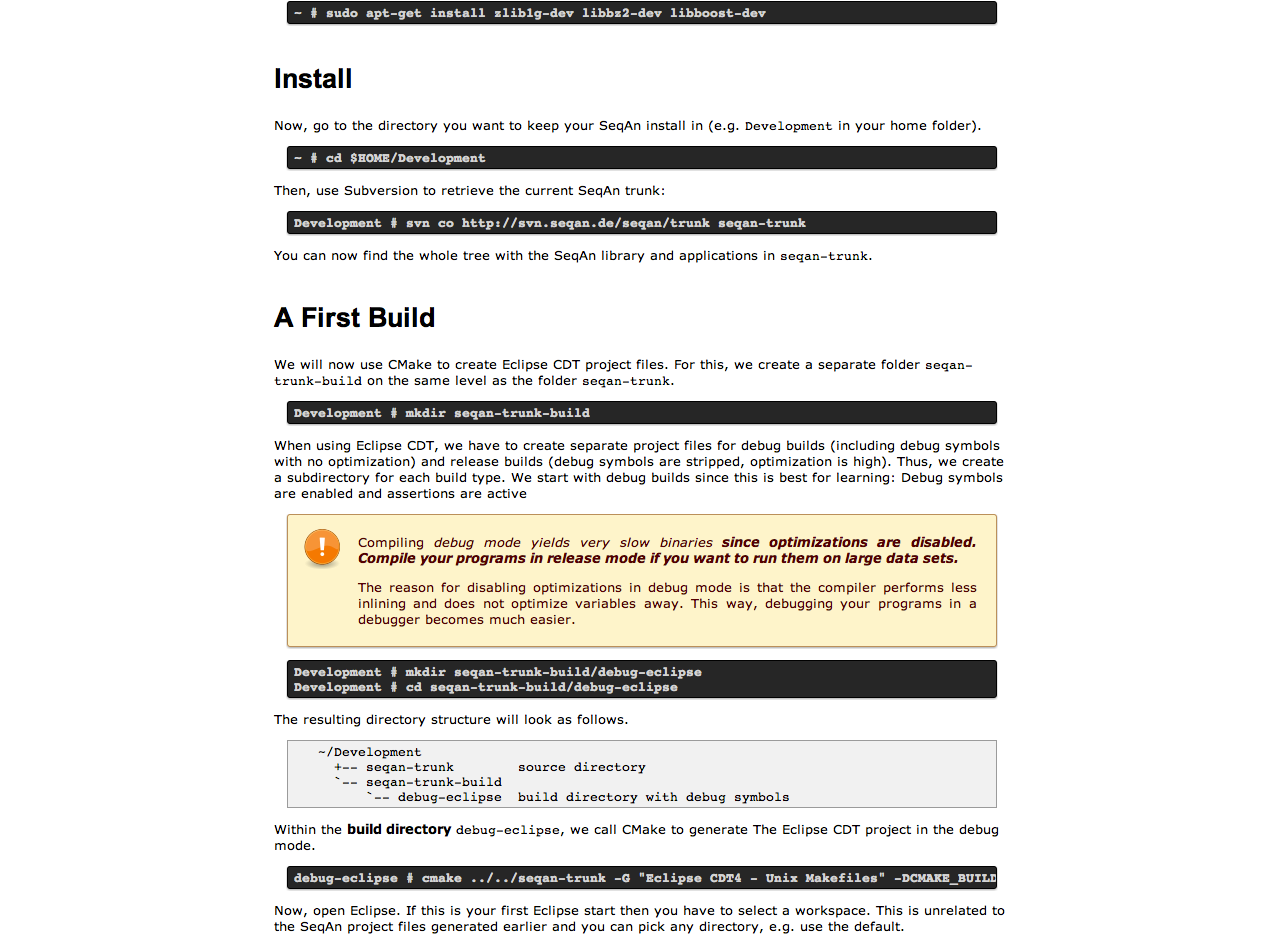 ~ # sudo apt-get install zlib1g-dev libbz2-dev libboost-dev
Install
Now, go to the directory you want to keep your SeqAn install in (e.g. Development in your home folder).
~ # cd $HOME/Development
Then, use Subversion to retrieve the current SeqAn trunk:
Development # svn co http://svn.seqan.de/seqan/trunk seqan-trunk
You can now find the whole tree with the SeqAn library and applications in seqan-trunk.
A First Build
We will now use CMake to create Eclipse CDT project files. For this, we create a separate folder seqan-
trunk-build on the same level as the folder seqan-trunk.
Development # mkdir seqan-trunk-build
When using Eclipse CDT, we have to create separate project files for debug builds (including debug symbols
with no optimization) and release builds (debug symbols are stripped, optimization is high). Thus, we create
a subdirectory for each build type. We start with debug builds since this is best for learning: Debug symbols
are enabled and assertions are active
!
Compiling debug mode yields very slow binaries since optimizations are disabled.
Compile your programs in release mode if you want to run them on large data sets.
The reason for disabling optimizations in debug mode is that the compiler performs less
inlining and does not optimize variables away. This way, debugging your programs in a
debugger becomes much easier.
Development # mkdir seqan-trunk-build/debug-eclipse
Development # cd seqan-trunk-build/debug-eclipse
The resulting directory structure will look as follows.
~/Development
+-- seqan-trunk        source directory
`-- seqan-trunk-build
`-- debug-eclipse  build directory with debug symbols
Within the build directory debug-eclipse, we call CMake to generate The Eclipse CDT project in the debug
mode.
debug-eclipse # cmake ../../seqan-trunk -G "Eclipse CDT4 - Unix Makefiles" -DCMAKE_BUILD
Now, open Eclipse. If this is your first Eclipse start then you have to select a workspace. This is unrelated to
the SeqAn project files generated earlier and you can pick any directory, e.g. use the default.